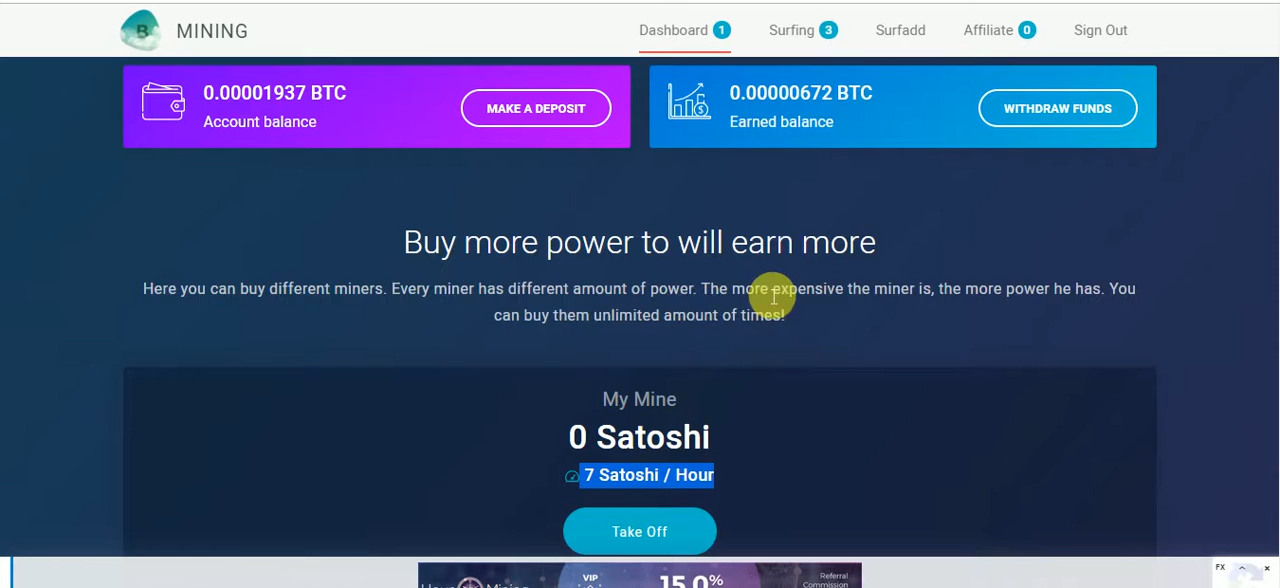 B MINING
Dashboard 1 Surfing 3 Surfadd Affiliate 0 Sign Out
0.00001937 BTC
Account balance
MAKE A DEPOSIT
0.00000672 BTC
Earned balance
WITHDRAW FUNDS
Buy more power to will earn more
Here you can buy different miners. Every miner has different amount of power. The more expensive the miner is, the more power he has. You
can buy them unlimited amount of times!
My Mine
0 Satoshi
7 Satoshi / Hour
Take Off
Mining
VIP
15.0%
Referral
Commission
FX